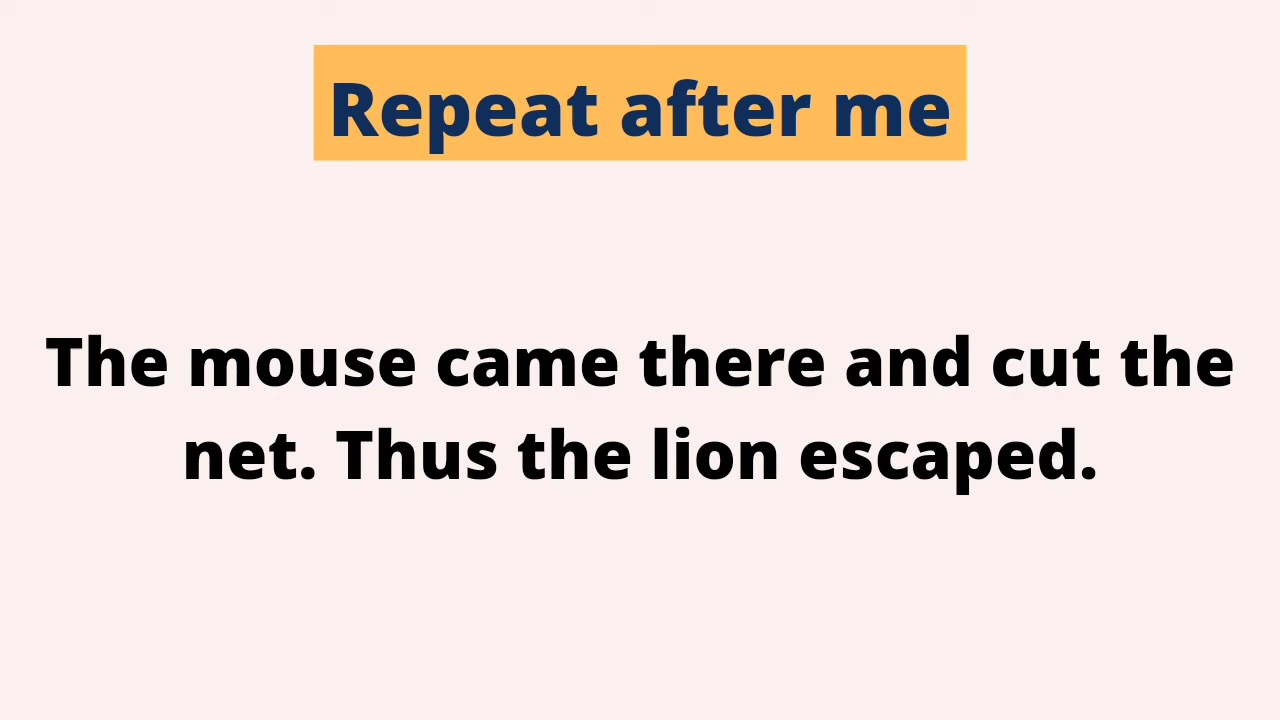 Repeat after me
The mouse came there and cut the
net. Thus the lion escaped.